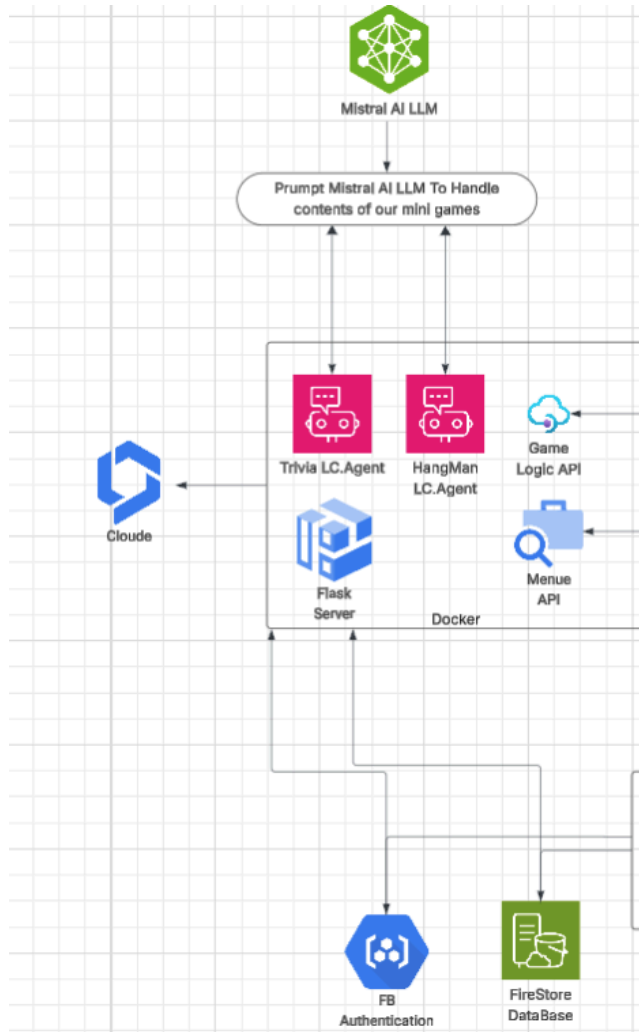 Mistral AI LLM
Prumpt Mistral AI LLM To Handle
contents of our mini games
Trivia LC.Agent
HangMan
LC.Agent
Game
Logic API
Cloude
Flask
Server
Menue
API
Docker
FB
Authentication
FireStore
DataBase